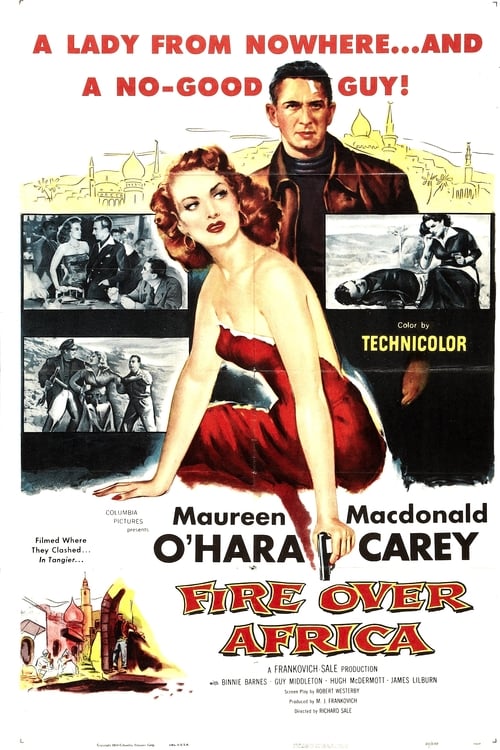 A LADY FROM NOWHERE...AND
A NO-GOOD GUY!
Color by
TECHNICOLOR
COLUMBIA
PICTURES
presents
Maureen
O'HARA
Macdonald
CAREY
Filmed Where
They Clashed...
In Tangier...
FIRE OVER
AFRICA
A FRANKOVICH-SALE PRODUCTION
with BINNIE BARNES · GUY MIDDLETON · HUGH McDERMOTT · JAMES LILBURN
Screen Play by ROBERT WESTERBY
Produced by M. J. FRANKOVICH
Directed by RICHARD SALE